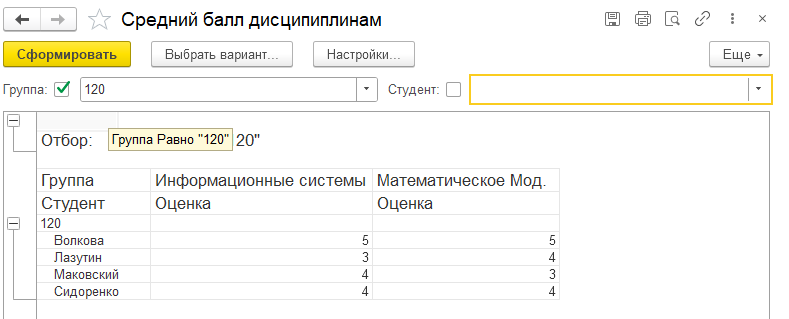 Средний балл дисципиплинам
Сформировать Выбрать вариант... Настройки... Еще
Группа: 120 Студент:
Отбор: Группа Равно "120" 20"
Группа Информационные системы Математическое Мод.
Студент Оценка Оценка
120
Волкова 5 5
Лазутин 3 4
Маковский 4 3
Сидоренко 4 4